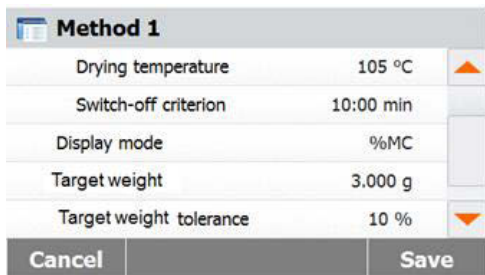 Method 1
Drying temperature 105 °C
Switch-off criterion 10:00 min
Display mode %MC
Target weight 3.000 g
Target weight tolerance 10 %
Cancel Save